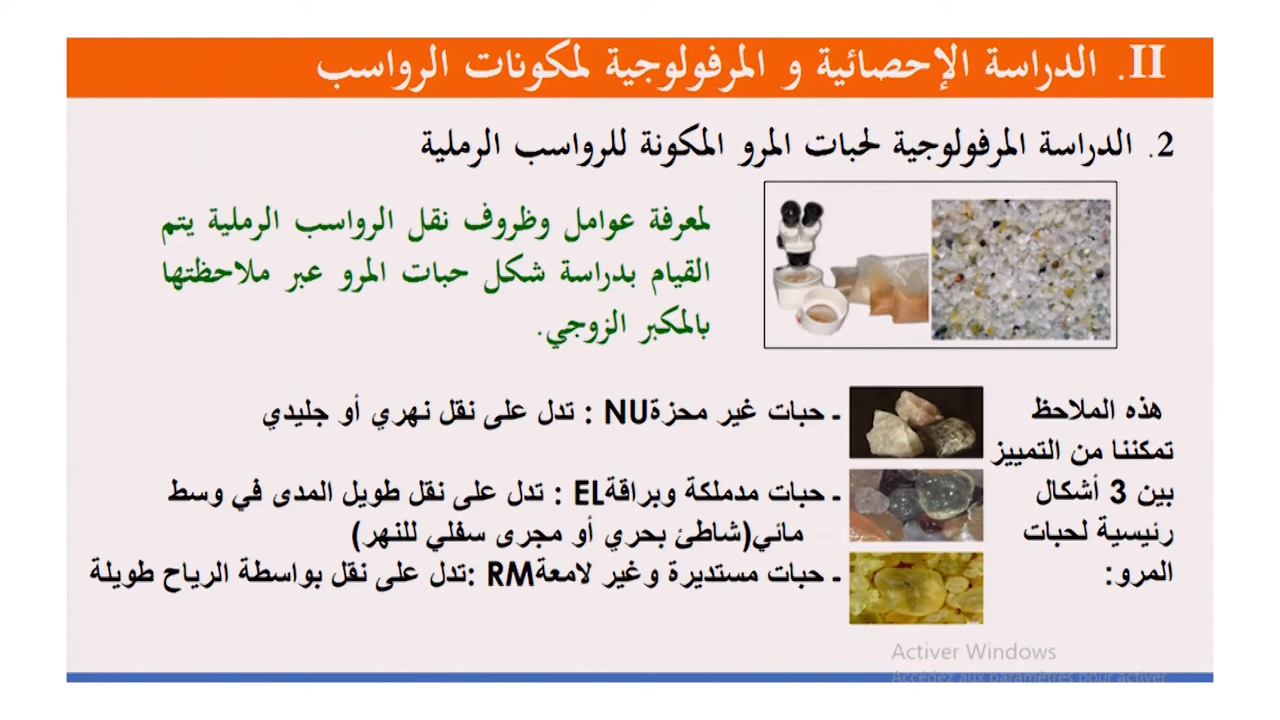 II. الدراسة الإحصائية و المرفولوجية لمكونات الرواسب
2. الدراسة المرفولوجية لحبات المرو المكونة للرواسب الرملية
لمعرفة عوامل وظروف نقل الرواسب الرملية يتم
القيام بدراسة شكل حبات المرو عبر ملاحظتها
بالمكبر الزوجي.
هذه الملاحظ
تمكننا من التمييز
بين 3 أشكال
رئيسية لحبات
المرو:
ـ حبات غير محزةNU : تدل على نقل نهري أو جليدي
ـ حبات مدملكة وبراقةEL : تدل على نقل طويل المدى في وسط
مائي(شاطئ بحري أو مجرى سفلي للنهر)
ـ حبات مستديرة وغير لامعةRM :تدل على نقل بواسطة الرياح طويلة
Activer Windows
Accédez aux paramètres pour activer